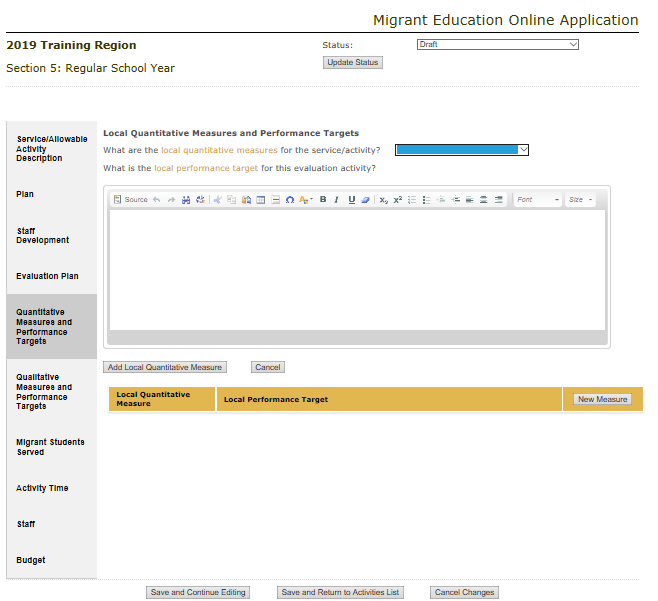 Migrant Education Online Application
2019 Training Region
Status:
Draft
Section 5: Regular School Year
Update Status
Service/Allowable
Activity
Description
Plan
Staff
Development
Evaluation Plan
Quantitative
Measures and
Performance
Targets
Qualitative
Measures and
Performance
Targets
Migrant Students
Served
Activity Time
Staff
Budget
Local Quantitative Measures and Performance Targets
What are the local quantitative measures for the service/activity?
What is the local performance target for this evaluation activity?
Source
B I U
Font
Size
Add Local Quantitative Measure
Cancel
Local Quantitative
Measure
Local Performance Target
New Measure
Save and Continue Editing
Save and Return to Activities List
Cancel Changes